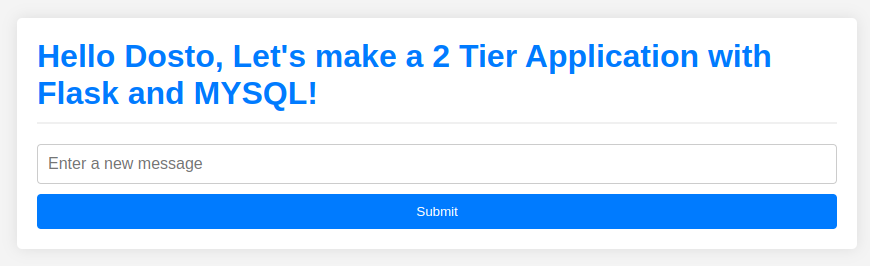 Hello Dosto, Let's make a 2 Tier Application with
Flask and MYSQL!
Enter a new message
Submit